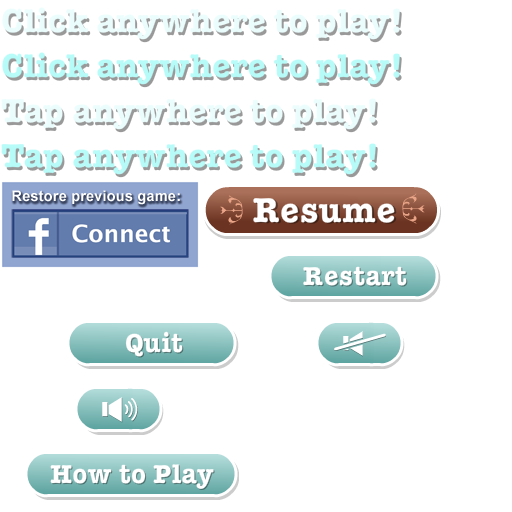 Click anywhere to play!
Click anywhere to play!
Tap anywhere to play!
Tap anywhere to play!
Restore previous game:
f Connect
Resume
Restart
Quit
How to Play